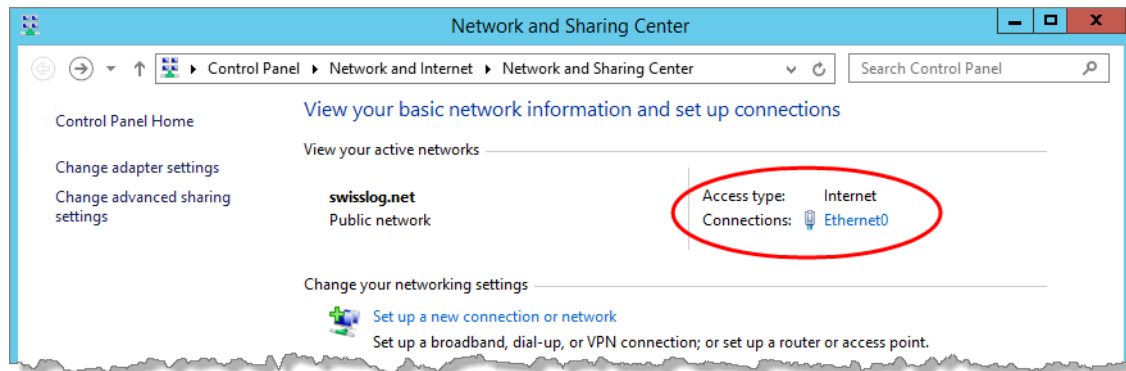 Network and Sharing Center
Control Panel Network and Internet Network and Sharing Center Search Control Panel
View your basic network information and set up connections
Control Panel Home
View your active networks
Change adapter settings
Change advanced sharing
settings
swisslog.net
Public network
Access type: Internet
Connections: Ethernet0
Change your networking settings
Set up a new connection or network
Set up a broadband, dial-up, or VPN connection; or set up a router or access point.